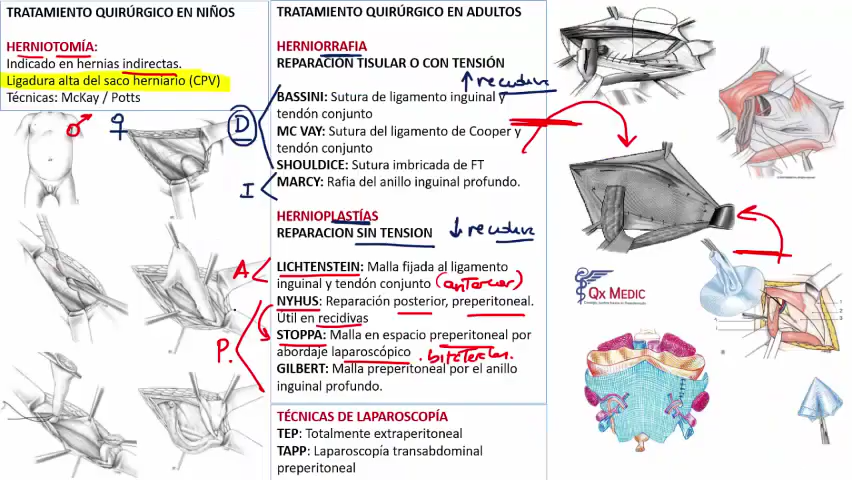 TRATAMIENTO QUIRÚRGICO EN NIÑOS
HERNIOTOMÍA:
Indicado en hernias indirectas.
Ligadura alta del saco herniario (CPV)
Técnicas: McKay / Potts
TRATAMIENTO QUIRÚRGICO EN ADULTOS
HERNIORRAFIA
REPARACION TISULAR O CON TENSIÓN
↑ recidiva
BASSINI: Sutura de ligamento inguinal y
tendón conjunto
D
MC VAY: Sutura del ligamento de Cooper y
tendón conjunto
SHOULDICE: Sutura imbricada de FT
I
MARCY: Rafia del anillo inguinal profundo.
HERNIOPLASTÍAS
REPARACION SIN TENSION
↓ recidiva
A
LICHTENSTEIN: Malla fijada al ligamento
inguinal y tendón conjunto (anterior)
NYHUS: Reparación posterior, preperitoneal.
Útil en recidivas
P.
STOPPA: Malla en espacio preperitoneal por
abordaje laparoscópico . bilateral.
GILBERT: Malla preperitoneal por el anillo
inguinal profundo.
TÉCNICAS DE LAPAROSCOPÍA
TEP: Totalmente extraperitoneal
TAPP: Laparoscopía transabdominal
preperitoneal
QX MEDIC